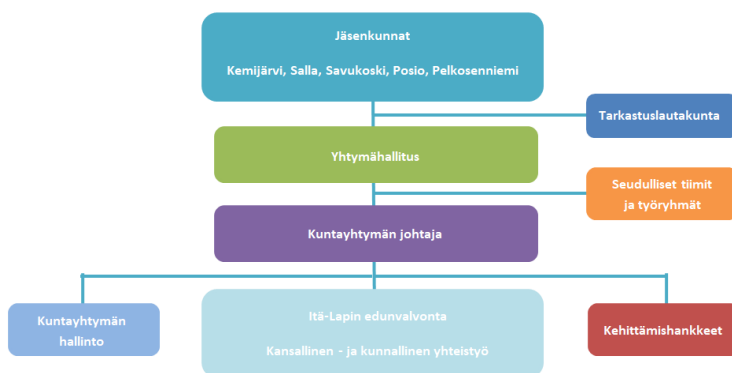 Jäsenkunnat
Kemijärvi, Salla, Savukoski, Posio, Pelkosenniemi
Tarkastuslautakunta
Yhtymähallitus
Seudulliset tiimit
ja työryhmät
Kuntayhtymän johtaja
Kuntayhtymän
hallinto
Itä-Lapin edunvalvonta
Kansallinen - ja kunnallinen yhteistyö
Kehittämishankkeet